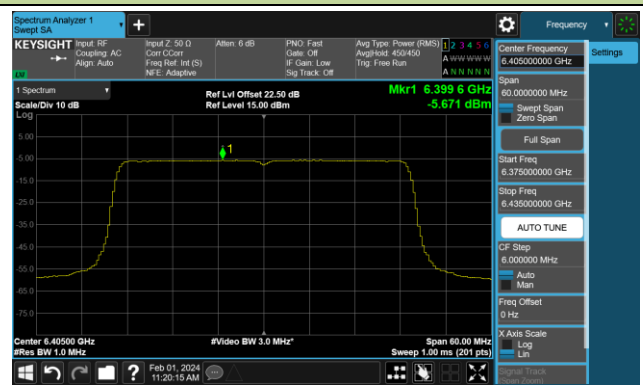 Spectrum Analyzer 1
Swept SA
Frequency
KEYSIGHT
Input: RF
Coupling: AC
Align: Auto
Input Z: 50 Ω
Corr CCorr
Freq Ref: Int (S)
NFE: Adaptive
Atten: 6 dB
PNO: Fast
Gate: Off
IF Gain: Low
Sig Track: Off
Avg Type: Power (RMS)
Avg|Hold: 450/450
Trig: Free Run
1 2 3 4 5 6
A W W W W W
A N N N N N
1 Spectrum
Scale/Div 10 dB
Log
Ref Lvl Offset 22.50 dB
Ref Level 15.00 dBm
Mkr1 6.399 6 GHz
-5.671 dBm
5.00
-5.00
-15.0
-25.0
-35.0
-45.0
-55.0
-65.0
-75.0
1
Center 6.40500 GHz
#Res BW 1.0 MHz
#Video BW 3.0 MHz*
Span 60.00 MHz
Sweep 1.00 ms (201 pts)
Feb 01, 2024
11:20:15 AM
Center Frequency
6.405000000 GHz
Span
60.0000000 MHz
Swept Span
Zero Span
Full Span
Start Freq
6.375000000 GHz
Stop Freq
6.435000000 GHz
AUTO TUNE
CF Step
6.000000 MHz
Auto
Man
Freq Offset
0 Hz
X Axis Scale
Log
Lin
Signal Track
(Span Zoom)
Settings